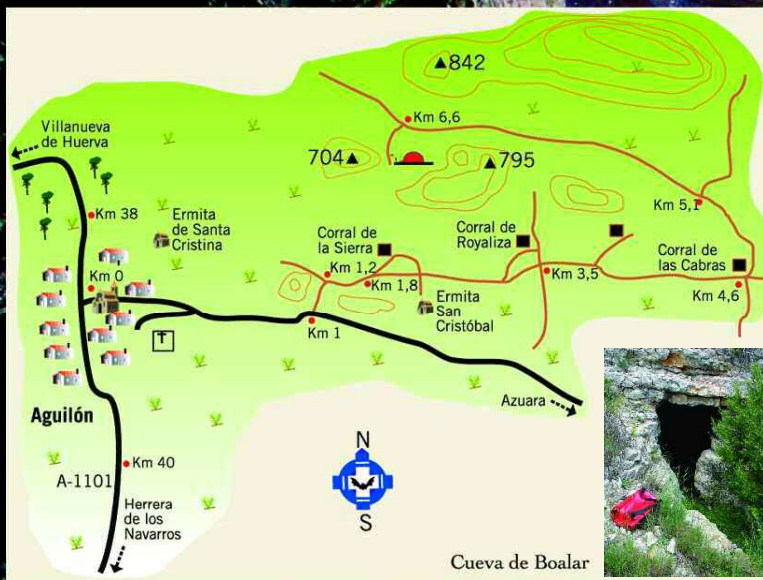 842
Km 6,6
Villanueva
de Huerva
704
795
Km 38
Ermita
de Santa
Cristina
Corral de
la Sierra
Corral de
Royaliza
Km 5,1
Corral de
las Cabras
Km 0
Km 1,2
Km 1,8
Km 3,5
Km 4,6
Ermita
San
Cristóbal
Km 1
Azuara
Aguilón
Km 40
A-1101
Herrera
de los
Navarros
N
S
Cueva de Boalar